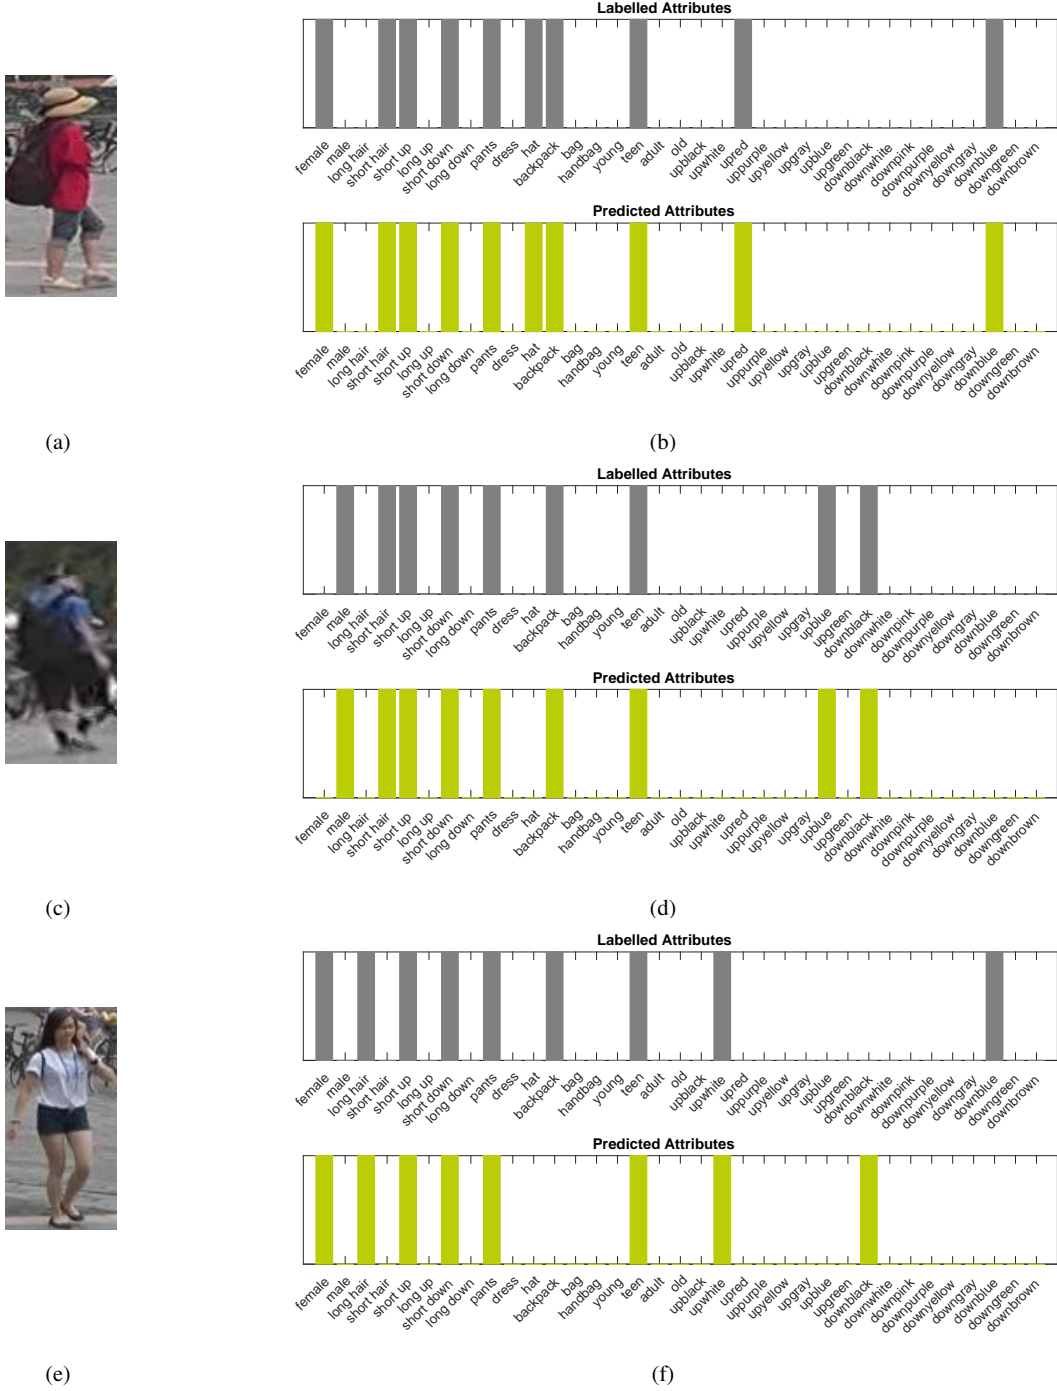 Labelled Attributes
female male long hair short hair short up long up short down long down pants dress hat backpack bag handbag young teen adult old upblack upwhite upred uppurple upyellow upgray upblue upgreen downblack downwhite downpink downpurple downyellow downgray downblue downgreen downbrown
Predicted Attributes
female male long hair short hair short up long up short down long down pants dress hat backpack bag handbag young teen adult old upblack upwhite upred uppurple upyellow upgray upblue upgreen downblack downwhite downpink downpurple downyellow downgray downblue downgreen downbrown
(a) (b)
Labelled Attributes
female male long hair short hair short up long up short down long down pants dress hat backpack bag handbag young teen adult old upblack upwhite upred uppurple upyellow upgray upblue upgreen downblack downwhite downpink downpurple downyellow downgray downblue downgreen downbrown
Predicted Attributes
female male long hair short hair short up long up short down long down pants dress hat backpack bag handbag young teen adult old upblack upwhite upred uppurple upyellow upgray upblue upgreen downblack downwhite downpink downpurple downyellow downgray downblue downgreen downbrown
(c) (d)
Labelled Attributes
female male long hair short hair short up long up short down long down pants dress hat backpack bag handbag young teen adult old upblack upwhite upred uppurple upyellow upgray upblue upgreen downblack downwhite downpink downpurple downyellow downgray downblue downgreen downbrown
Predicted Attributes
female male long hair short hair short up long up short down long down pants dress hat backpack bag handbag young teen adult old upblack upwhite upred uppurple upyellow upgray upblue upgreen downblack downwhite downpink downpurple downyellow downgray downblue downgreen downbrown
(e) (f)